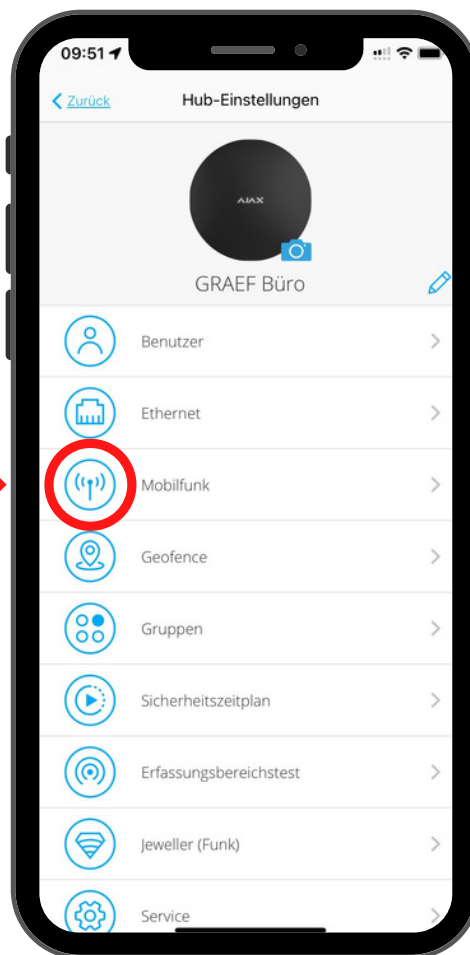 09:51
Zurück
Hub-Einstellungen
AJAX
GRAEF Büro
Benutzer
Ethernet
Mobilfunk
Geofence
Gruppen
Sicherheitszeitplan
Erfassungsbereichstest
Jeweller (Funk)
Service